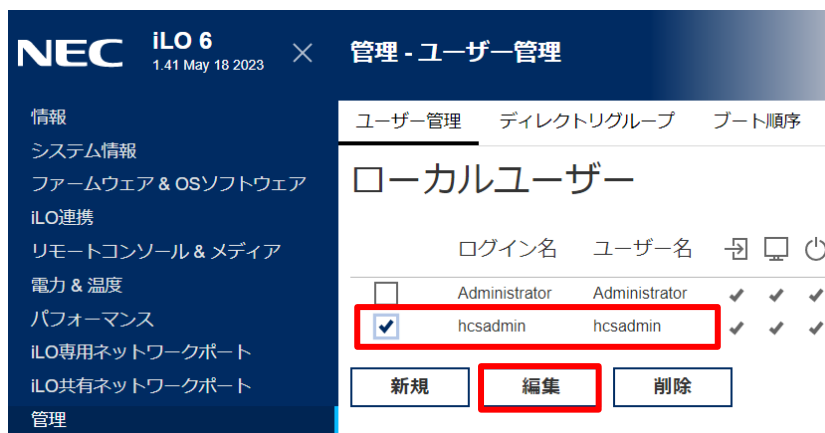 NEC iLO 6
1.41 May 18 2023
管理 - ユーザー管理
情報
システム情報
ファームウェア & OSソフトウェア
iLO連携
リモートコンソール & メディア
電力 & 温度
パフォーマンス
iLO専用ネットワークポート
iLO共有ネットワークポート
管理
ユーザー管理 ディレクトリグループ ブート順序
ローカルユーザー
ログイン名 ユーザー名
Administrator Administrator
hcsadmin hcsadmin
新規 編集 削除